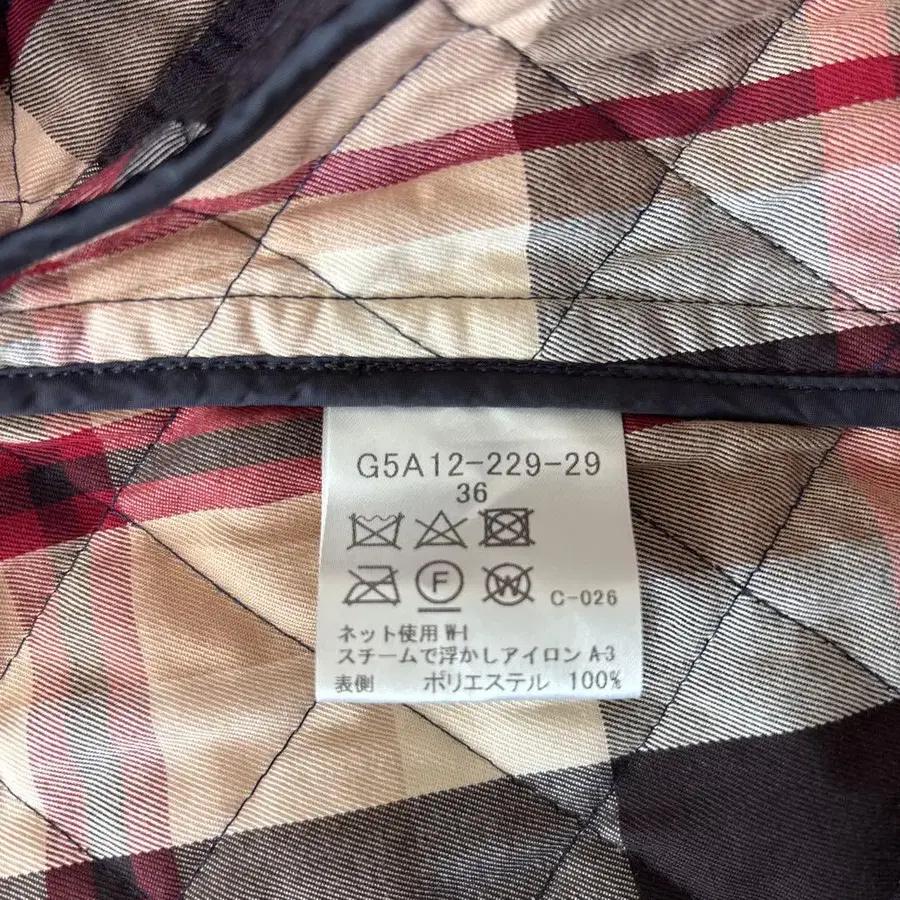 G5A12-229-29
36
F W C-026
ネット使用 W-1
スチームで浮かしアイロン A-3
表側 ポリエステル 100%